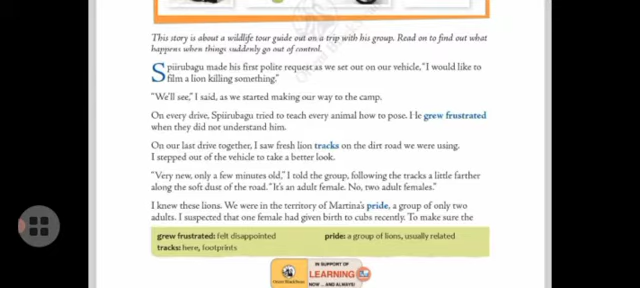 This story is about a wildlife tour guide out on a trip with his group. Read on to find out what
happens when things suddenly go out of control.
Spiirubagu made his first polite request as we set out on our vehicle, "I would like to
film a lion killing something."
"We'll see," I said, as we started making our way to the camp.
On every drive, Spiirubagu tried to teach every animal how to pose. He grew frustrated
when they did not understand him.
On our last drive together, I saw fresh lion tracks on the dirt road we were using.
I stepped out of the vehicle to take a better look.
"Very new, only a few minutes old," I told the group, following the tracks a little farther
along the soft dust of the road. "It's an adult female. No, two adult females."
I knew these lions. We were in the territory of Martina's pride, a group of only two
adults. I suspected that one female had given birth to cubs recently. To make sure the
grew frustrated: felt disappointed
pride: a group of lions, usually related
tracks: here, footprints
IN SUPPORT OF
LEARNING
NOW ... AND ALWAYS!